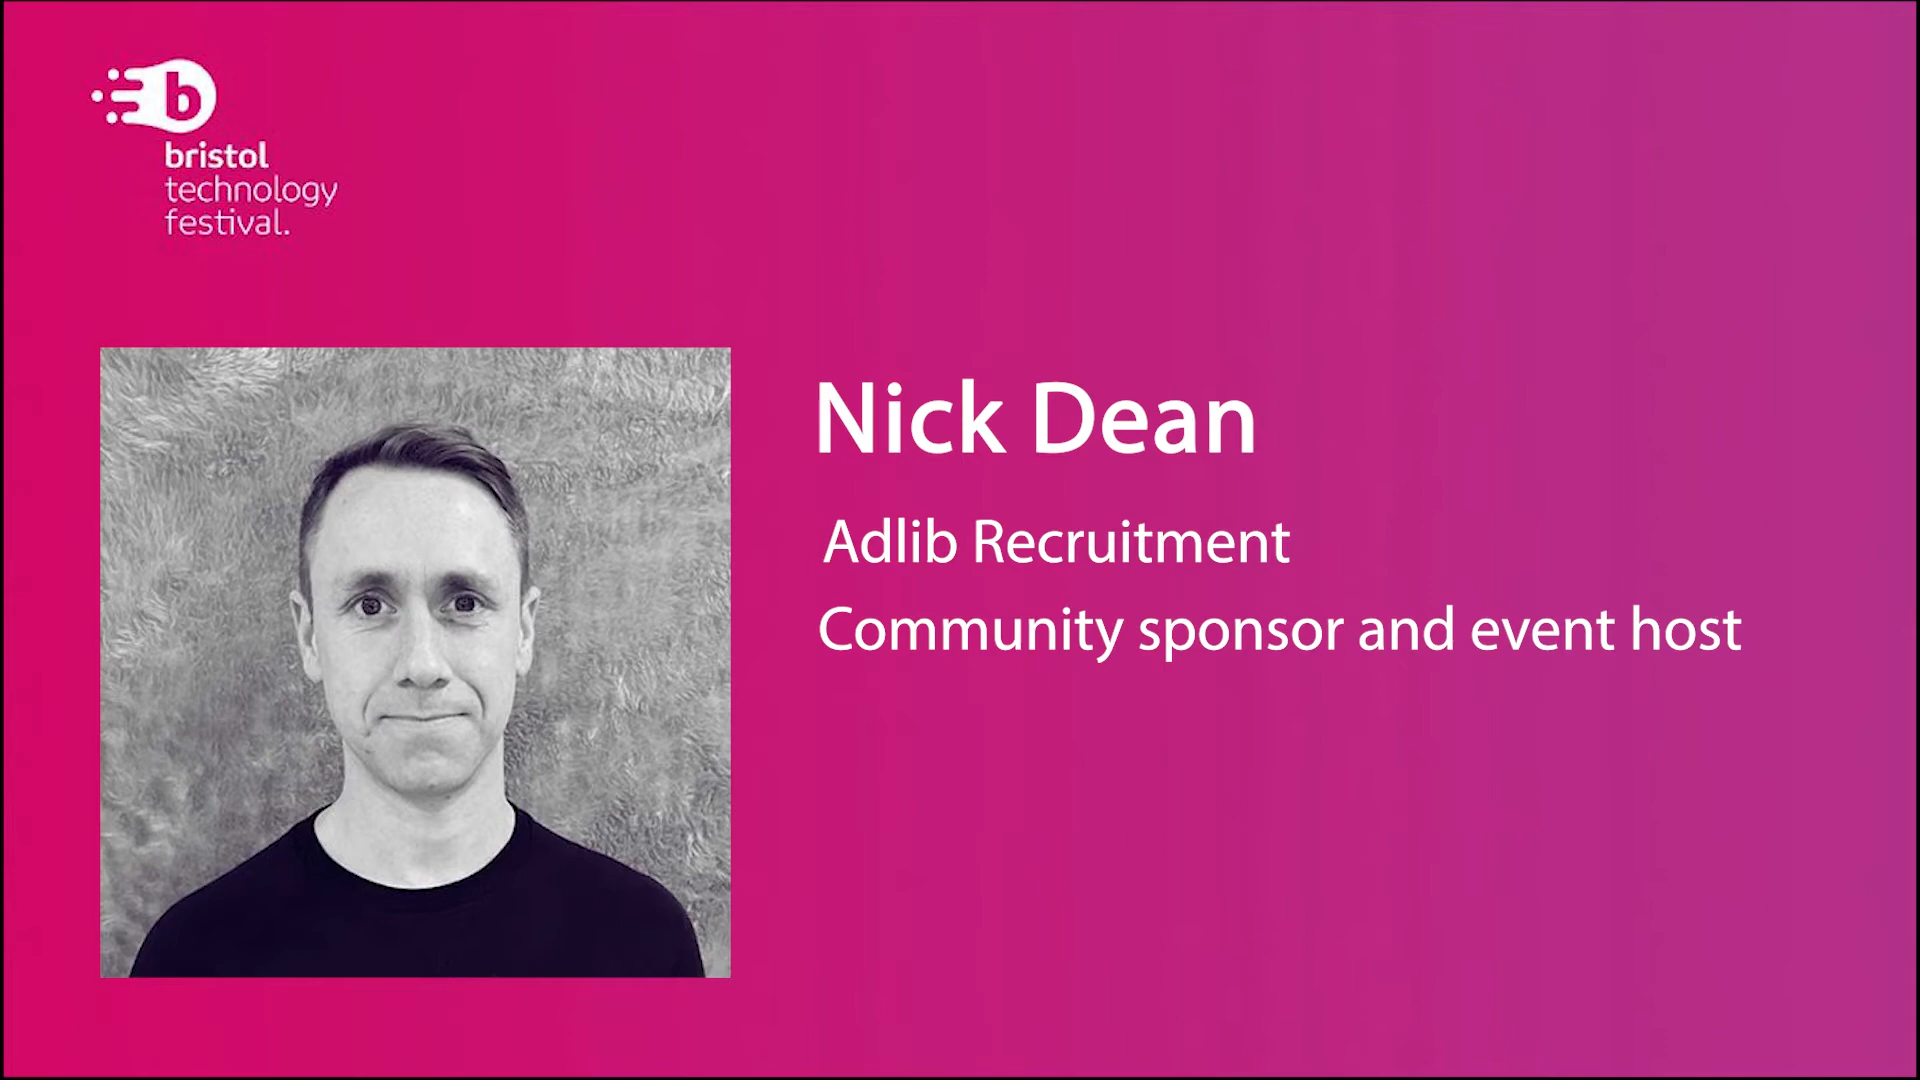 b
bristol
technology
festival.
Nick Dean
Adlib Recruitment
Community sponsor and event host